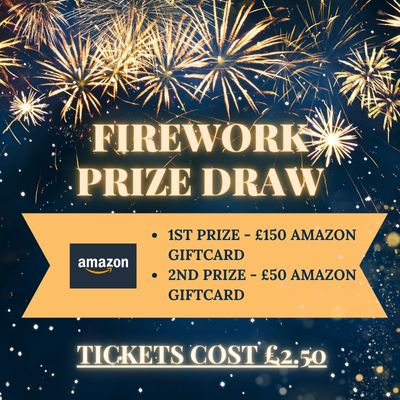 FIREWORK
PRIZE DRAW
amazon
• 1ST PRIZE - £150 AMAZON
GIFTCARD
• 2ND PRIZE - £50 AMAZON
GIFTCARD
TICKETS COST £2.50